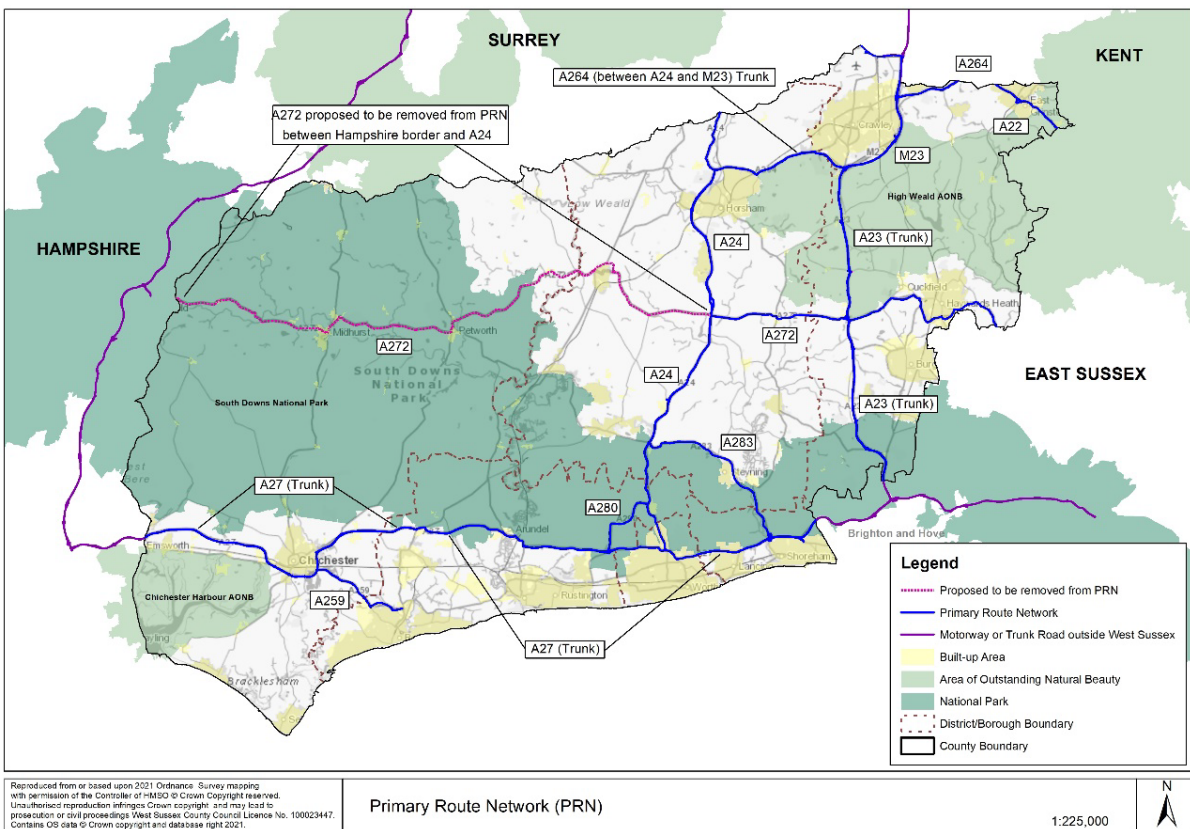 SURREY
KENT
HAMPSHIRE
EAST SUSSEX
A264 (between A24 and M23) Trunk
A264
A272 proposed to be removed from PRN
between Hampshire border and A24
A22
M23
Crawley
High Weald AONB
Horsham
A24
A23 (Trunk)
Cuckfield
Haywards Heath
Midhurst
Petworth
A272
A272
South Downs
National
Park
South Downs National Park
A24
A23 (Trunk)
A283
A27 (Trunk)
A280
Arundel
Brighton and Hove
Emsworth
Chichester
Shoreham
Chichester Harbour AONB
A259
Rustington
A27 (Trunk)
Bracklesham
Legend
Proposed to be removed from PRN
Primary Route Network
Motorway or Trunk Road outside West Sussex
Built-up Area
Area of Outstanding Natural Beauty
National Park
District/Borough Boundary
County Boundary
Reproduced from or based upon 2021 Ordnance Survey mapping
with permission of the Controller of HMSO © Crown Copyright reserved.
Unauthorised reproduction infringes Crown copyright and may lead to
prosecution or civil proceedings West Sussex County Council Licence No. 100023447.
Contains OS data © Crown copyright and database right 2021.
Primary Route Network (PRN)
1:225,000
N